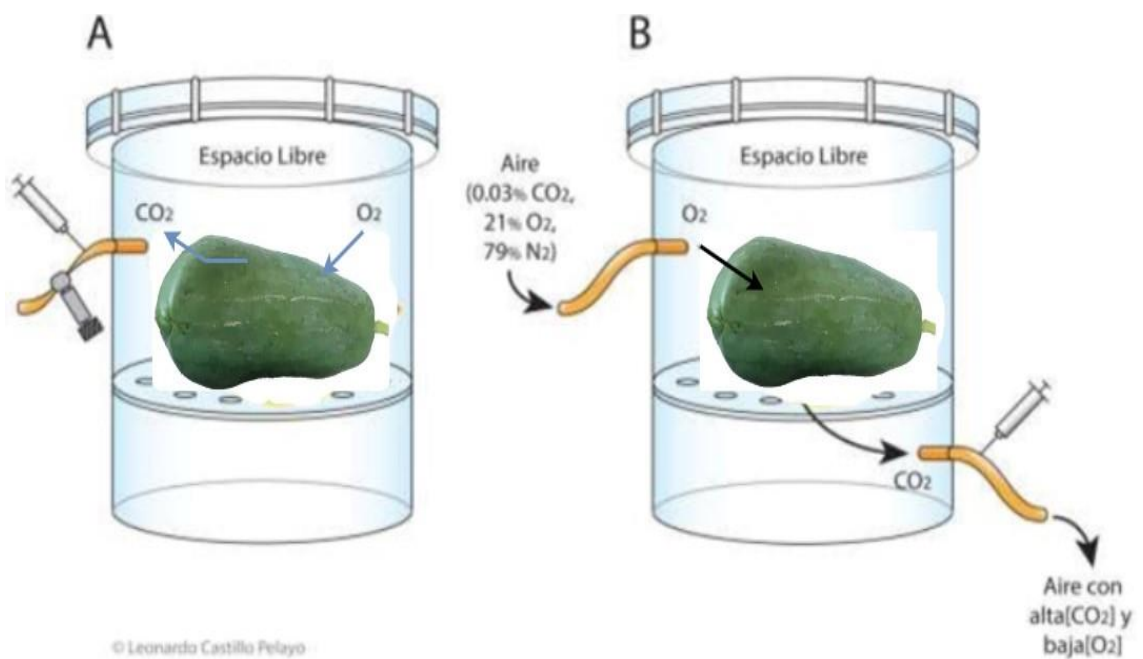 A
Espacio Libre
CO2
O2
B
Espacio Libre
Aire
(0.03% CO2,
21% O2,
79% N2)
O2
CO2
Aire con
alta[CO2] y
baja[O2]
© Leonardo Castillo Pelayo